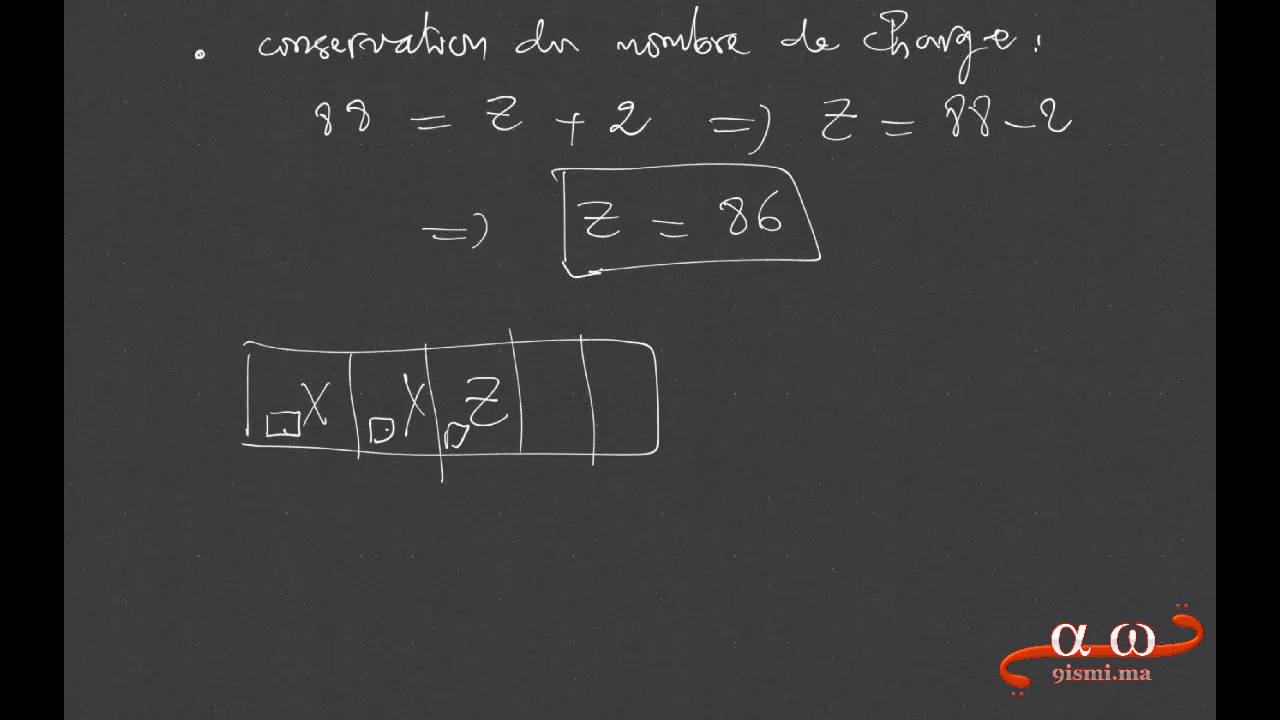 . conservation du nombre de charge :
88 = Z + 2 => Z = 88 - 2
=> Z = 86
□X □X □Z
α ω
9ismi.ma